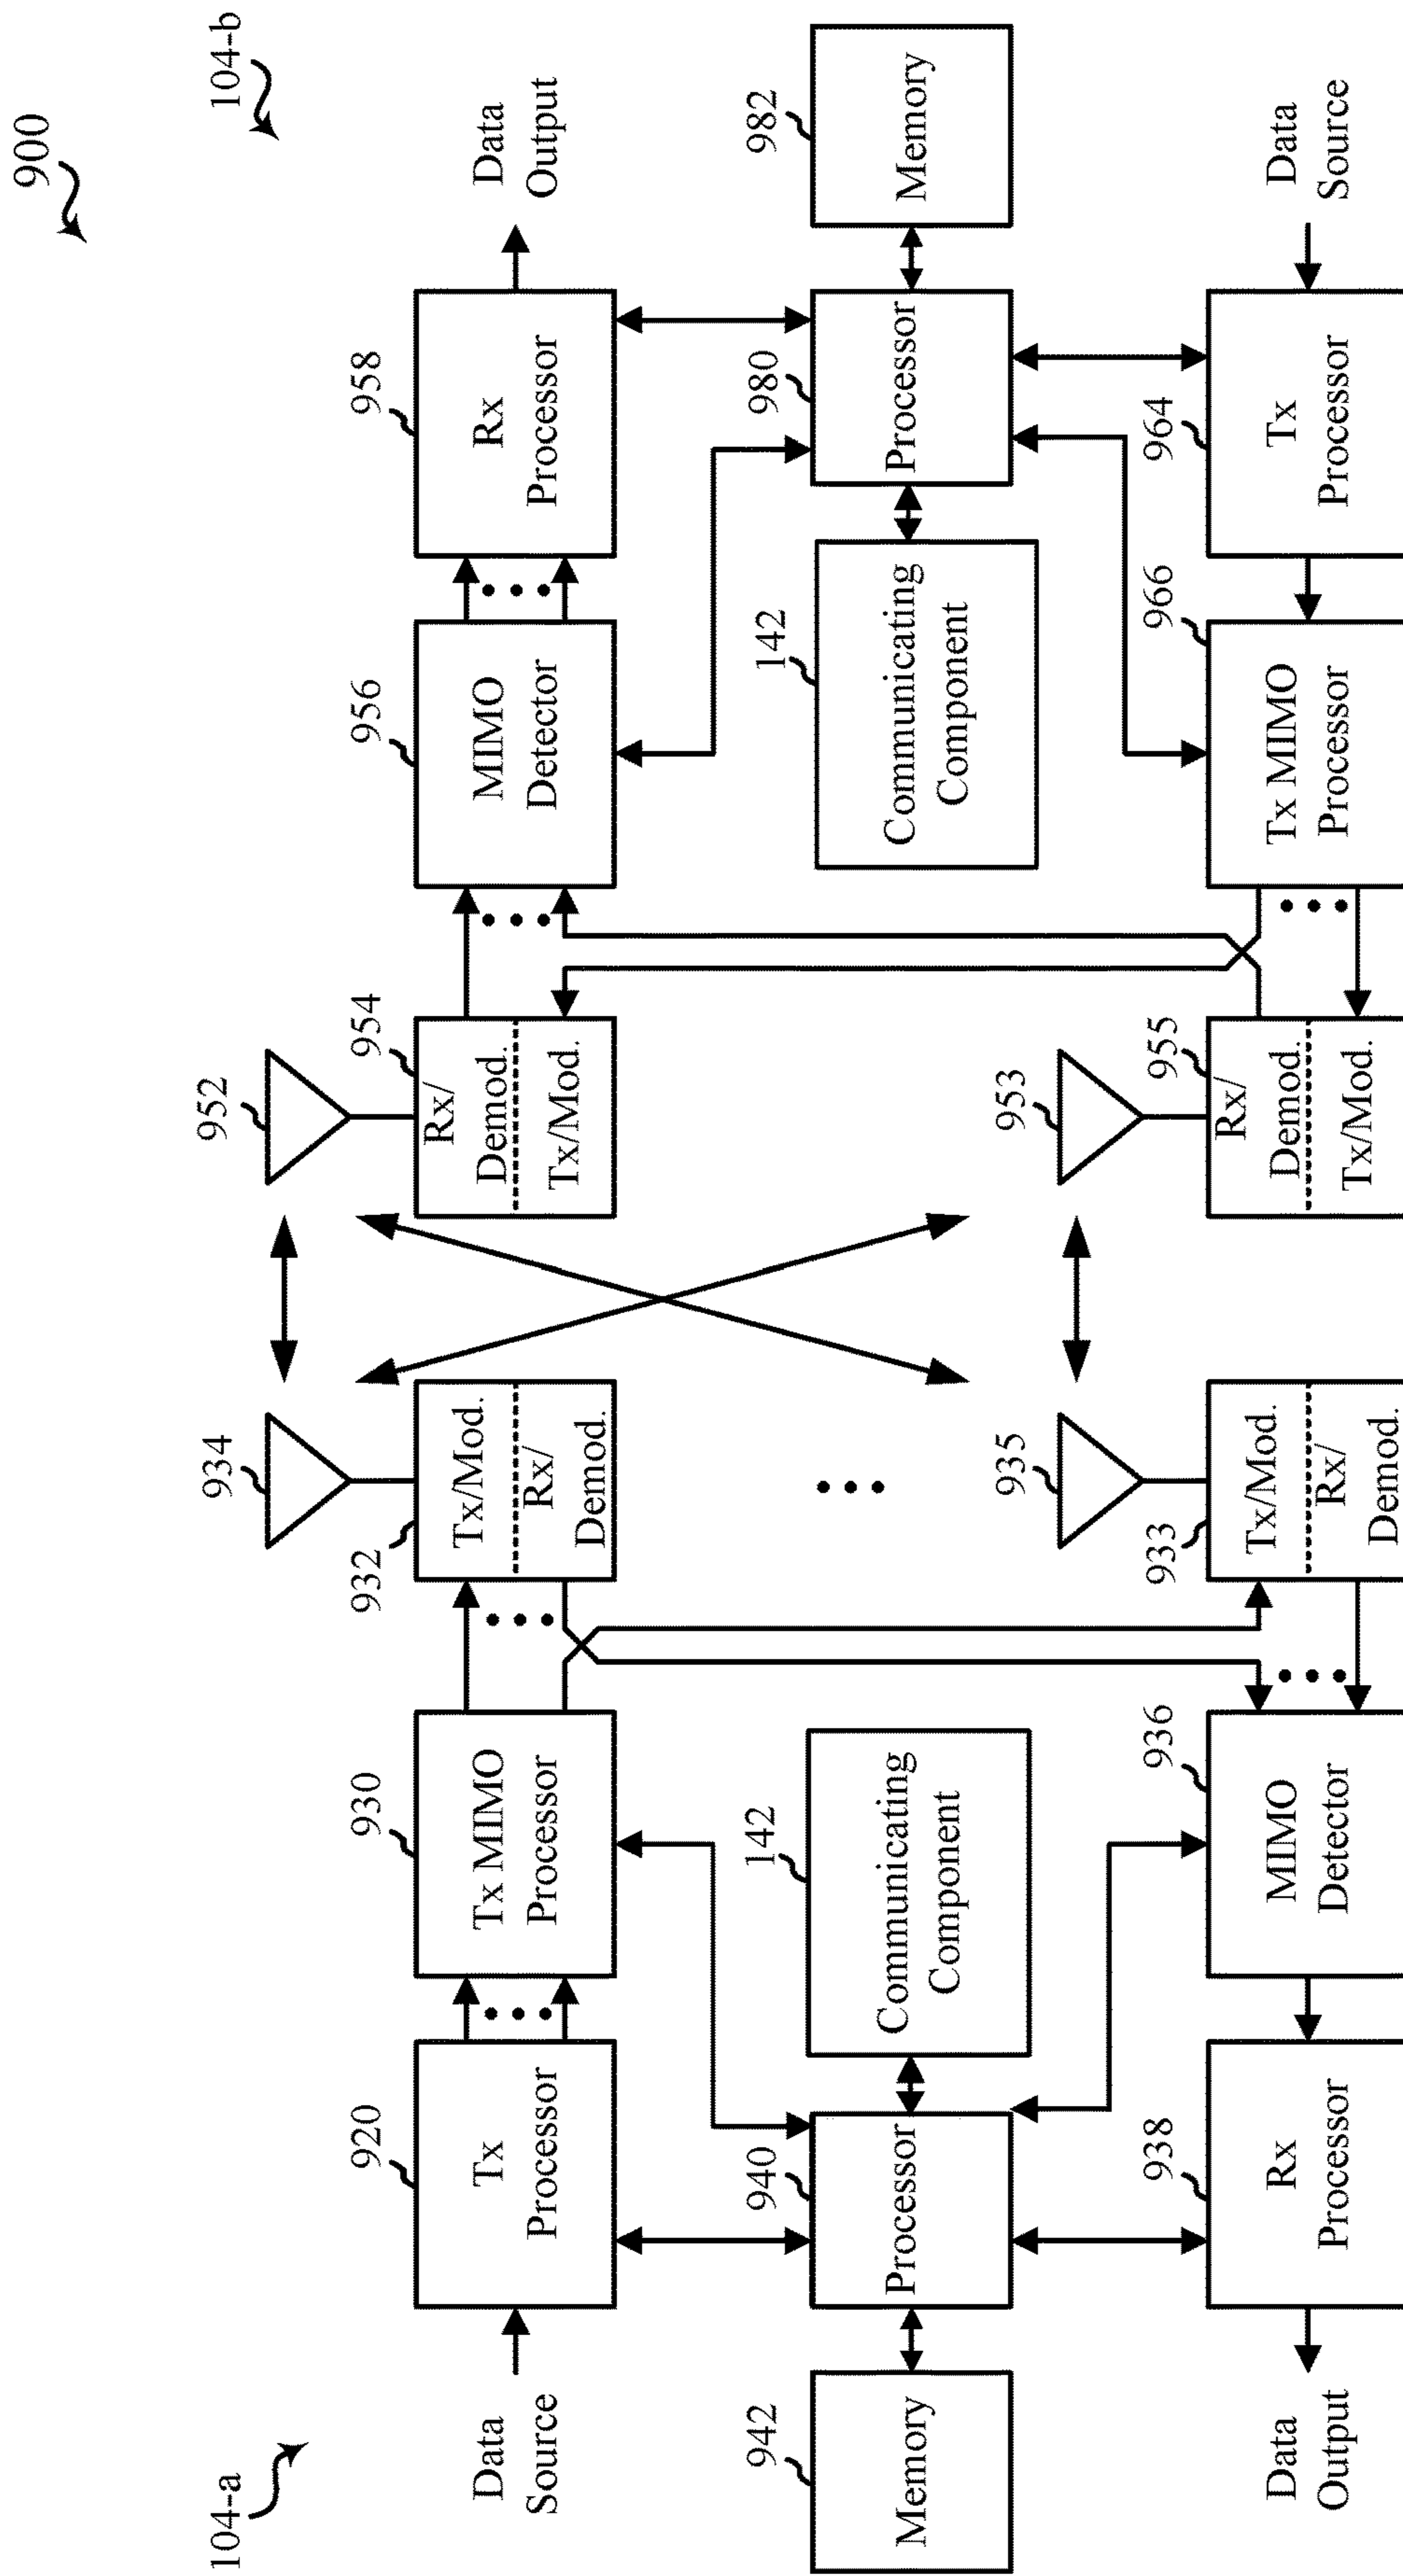 900
104-a
104-b
Data
Source
920
Tx
Processor
930
Tx MIMO
Processor
932
Tx/Mod.
Rx/
Demod.
934
952
954
Rx/
Demod.
Tx/Mod.
956
MIMO
Detector
958
Rx
Processor
Data
Output
942
Memory
940
Processor
142
Communicating
Component
142
Communicating
Component
980
Processor
982
Memory
Data
Output
938
Rx
Processor
936
MIMO
Detector
933
Tx/Mod.
Rx/
Demod.
935
953
955
Rx/
Demod.
Tx/Mod.
966
Tx MIMO
Processor
964
Tx
Processor
Data
Source